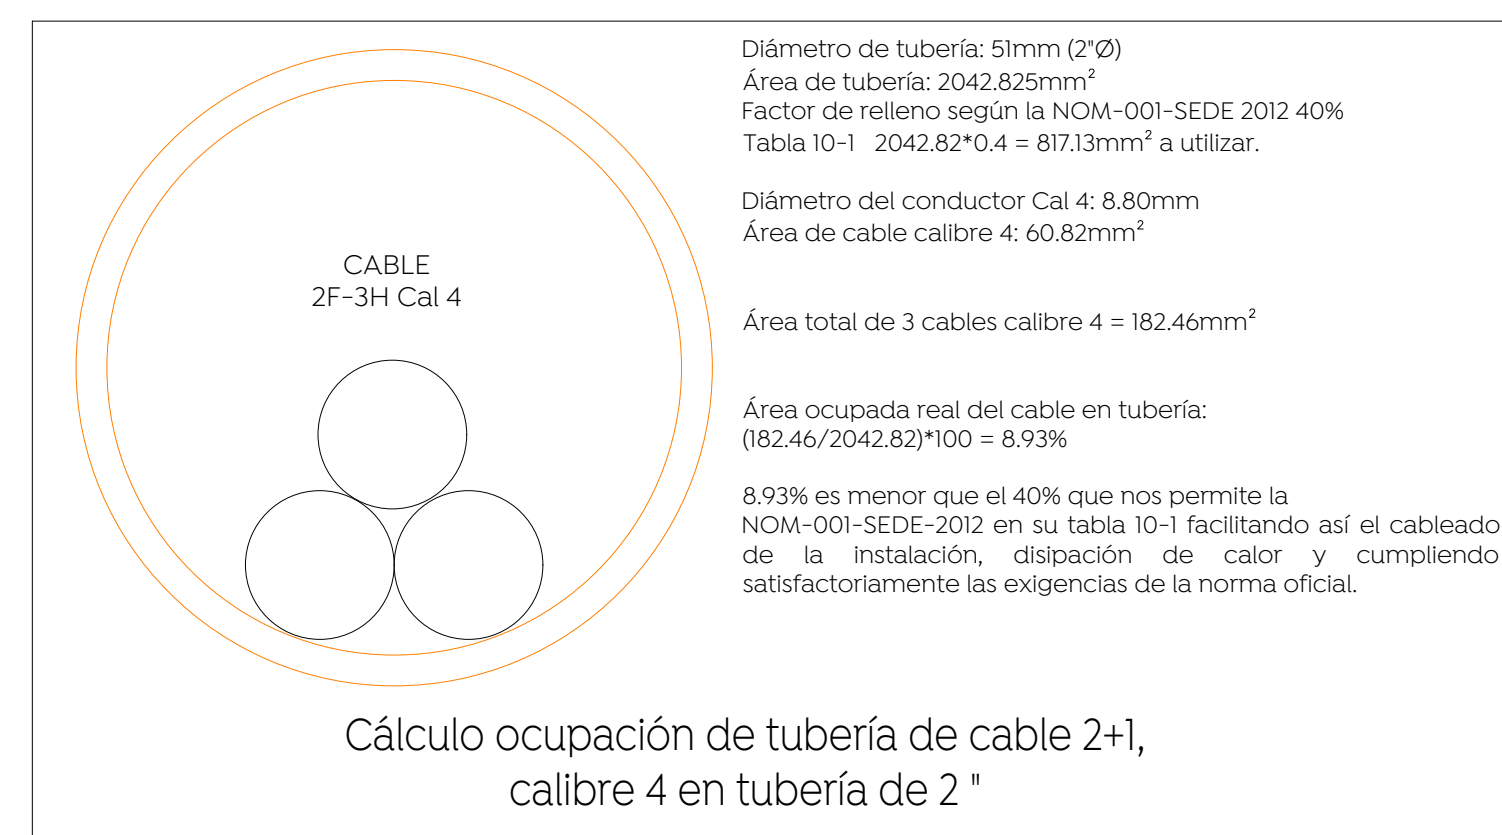 Diámetro de tubería: 51mm (2"Ø)
Área de tubería: 2042.825mm²
Factor de relleno según la NOM-001-SEDE 2012 40%
Tabla 10-1   2042.82*0.4 = 817.13mm² a utilizar.
Diámetro del conductor Cal 4: 8.80mm
Área de cable calibre 4: 60.82mm²
CABLE
2F-3H Cal 4
Área total de 3 cables calibre 4 = 182.46mm²
Área ocupada real del cable en tubería:
(182.46/2042.82)*100 = 8.93%
8.93% es menor que el 40% que nos permite la
NOM-001-SEDE-2012 en su tabla 10-1 facilitando así el cableado
de la instalación, disipación de calor y cumpliendo
satisfactoriamente las exigencias de la norma oficial.
Cálculo ocupación de tubería de cable 2+1,
calibre 4 en tubería de 2 "